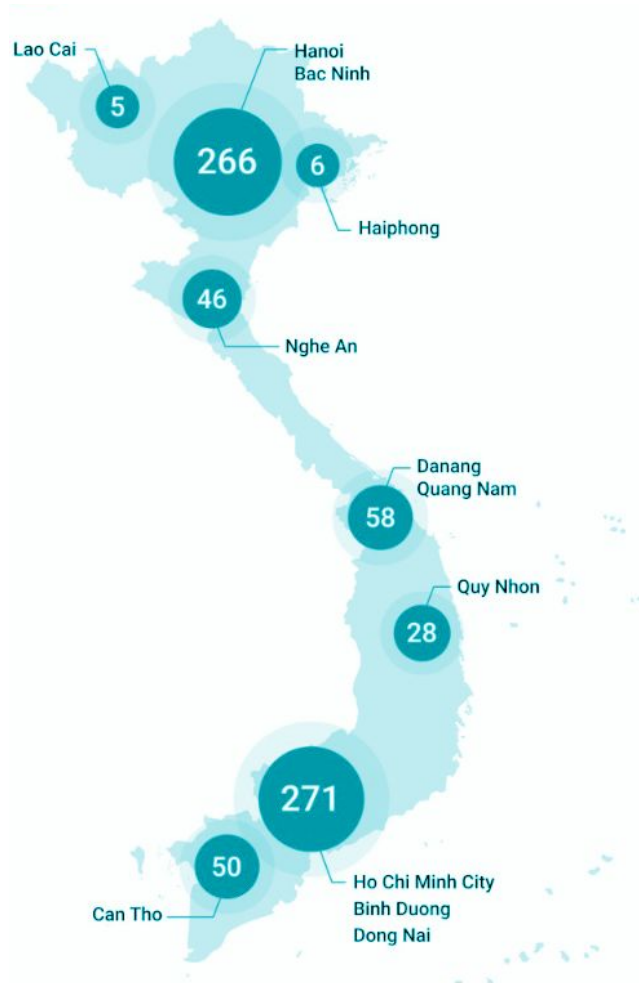 Lao Cai
5
Hanoi
Bac Ninh
266
6
Haiphong
46
Nghe An
Danang
Quang Nam
58
Quy Nhon
28
271
Ho Chi Minh City
Binh Duong
Dong Nai
50
Can Tho